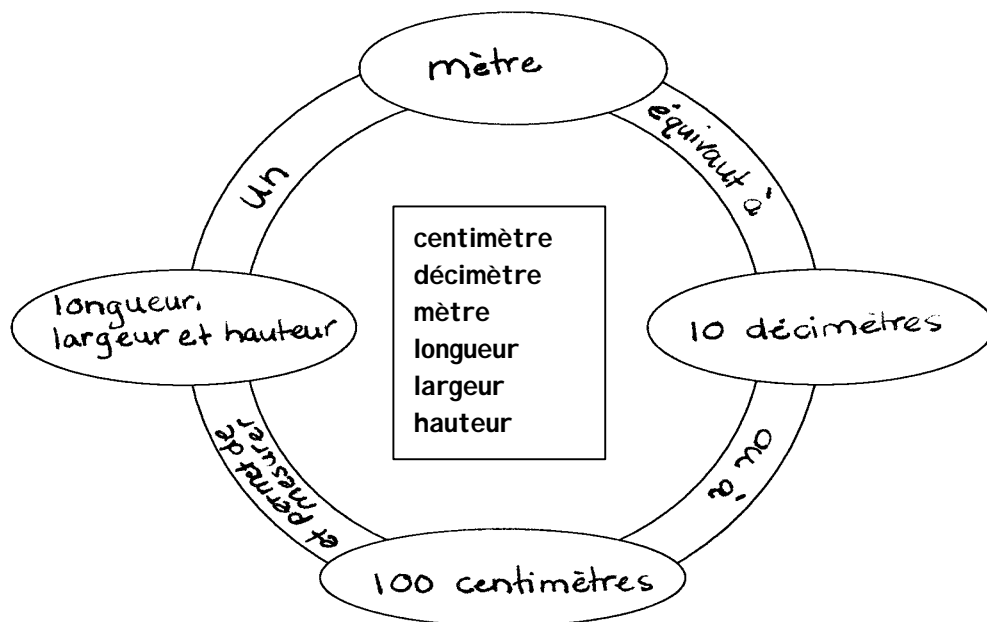 mètre
équivaut à
un
centimètre
décimètre
mètre
longueur
largeur
hauteur
longueur,
largeur et hauteur
10 décimètres
et permet de
mesurer
ou à
100 centimètres